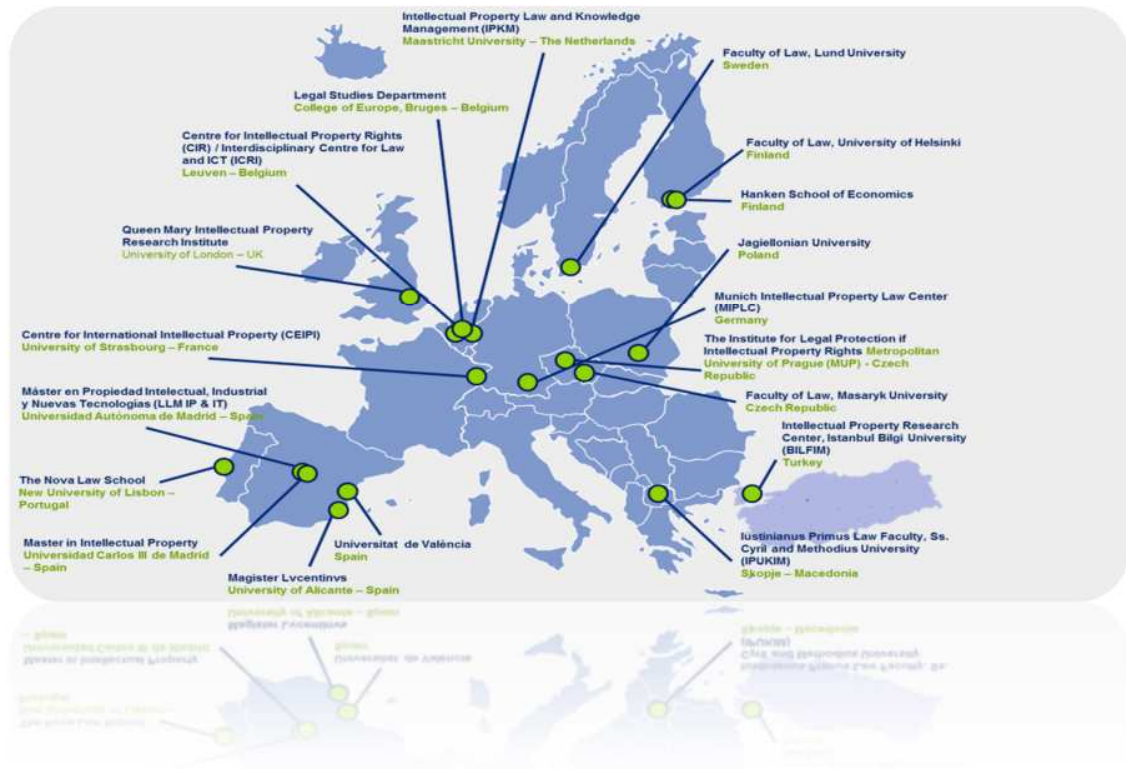 Intellectual Property Law and Knowledge
Management (IPKM)
Maastricht University – The Netherlands
Legal Studies Department
College of Europe, Bruges – Belgium
Centre for Intellectual Property Rights
(CIR) / Interdisciplinary Centre for Law
and ICT (ICRI)
Leuven – Belgium
Queen Mary Intellectual Property
Research Institute
University of London – UK
Centre for International Intellectual Property (CEIPI)
University of Strasbourg – France
Máster en Propiedad Intelectual, Industrial
y Nuevas Tecnologías (LLM IP & IT)
Universidad Autónoma de Madrid – Spain
The Nova Law School
New University of Lisbon –
Portugal
Master in Intellectual Property
Universidad Carlos III de Madrid
– Spain
Magister Lvcentinvs
University of Alicante – Spain
Universitat de València
Spain
Faculty of Law, Lund University
Sweden
Faculty of Law, University of Helsinki
Finland
Hanken School of Economics
Finland
Jagiellonian University
Poland
Munich Intellectual Property Law Center
(MIPLC)
Germany
The Institute for Legal Protection if
Intellectual Property Rights Metropolitan
University of Prague (MUP) - Czech
Republic
Faculty of Law, Masaryk University
Czech Republic
Intellectual Property Research
Center, Istanbul Bilgi University
(BILFIM)
Turkey
Iustinianus Primus Law Faculty, Ss.
Cyril and Methodius University
(IPUKIM)
Skopje – Macedonia